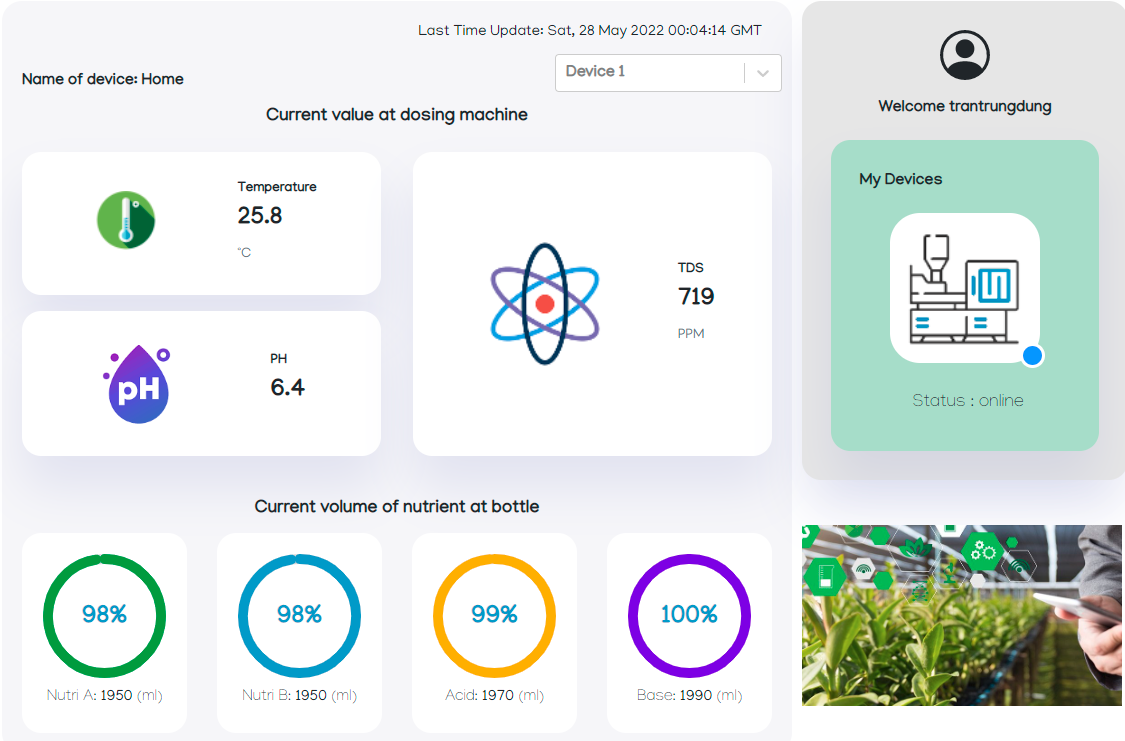 Last Time Update: Sat, 28 May 2022 00:04:14 GMT
Name of device: Home
Device 1
Current value at dosing machine
Temperature
25.8
°C
pH
PH
6.4
TDS
719
PPM
Current volume of nutrient at bottle
98%
Nutri A: 1950 (ml)
98%
Nutri B: 1950 (ml)
99%
Acid: 1970 (ml)
100%
Base: 1990 (ml)
Welcome trantrungdung
My Devices
Status : online